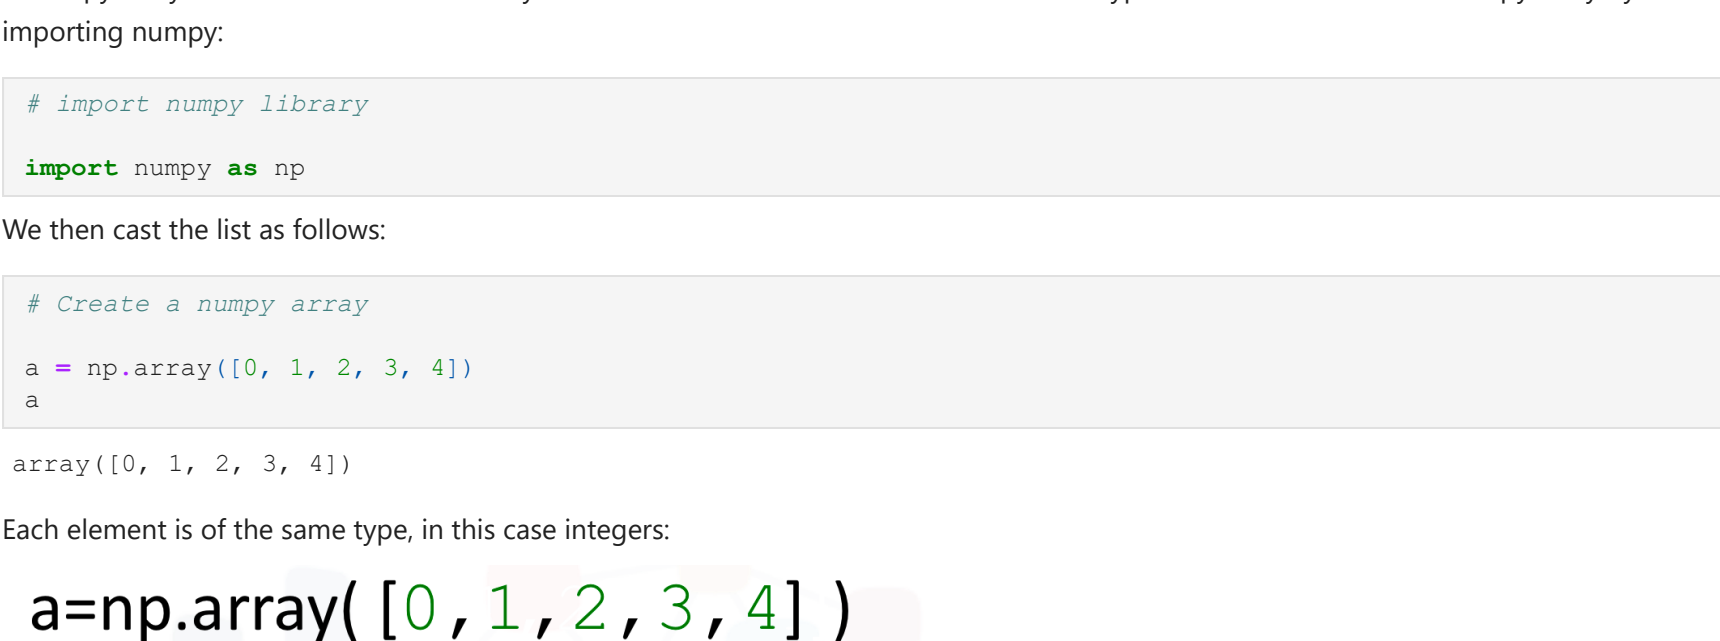 importing numpy:
# import numpy library
import numpy as np
We then cast the list as follows:
# Create a numpy array
a = np.array([0, 1, 2, 3, 4])
a
array([0, 1, 2, 3, 4])
Each element is of the same type, in this case integers:
a=np.array([0,1,2,3,4])